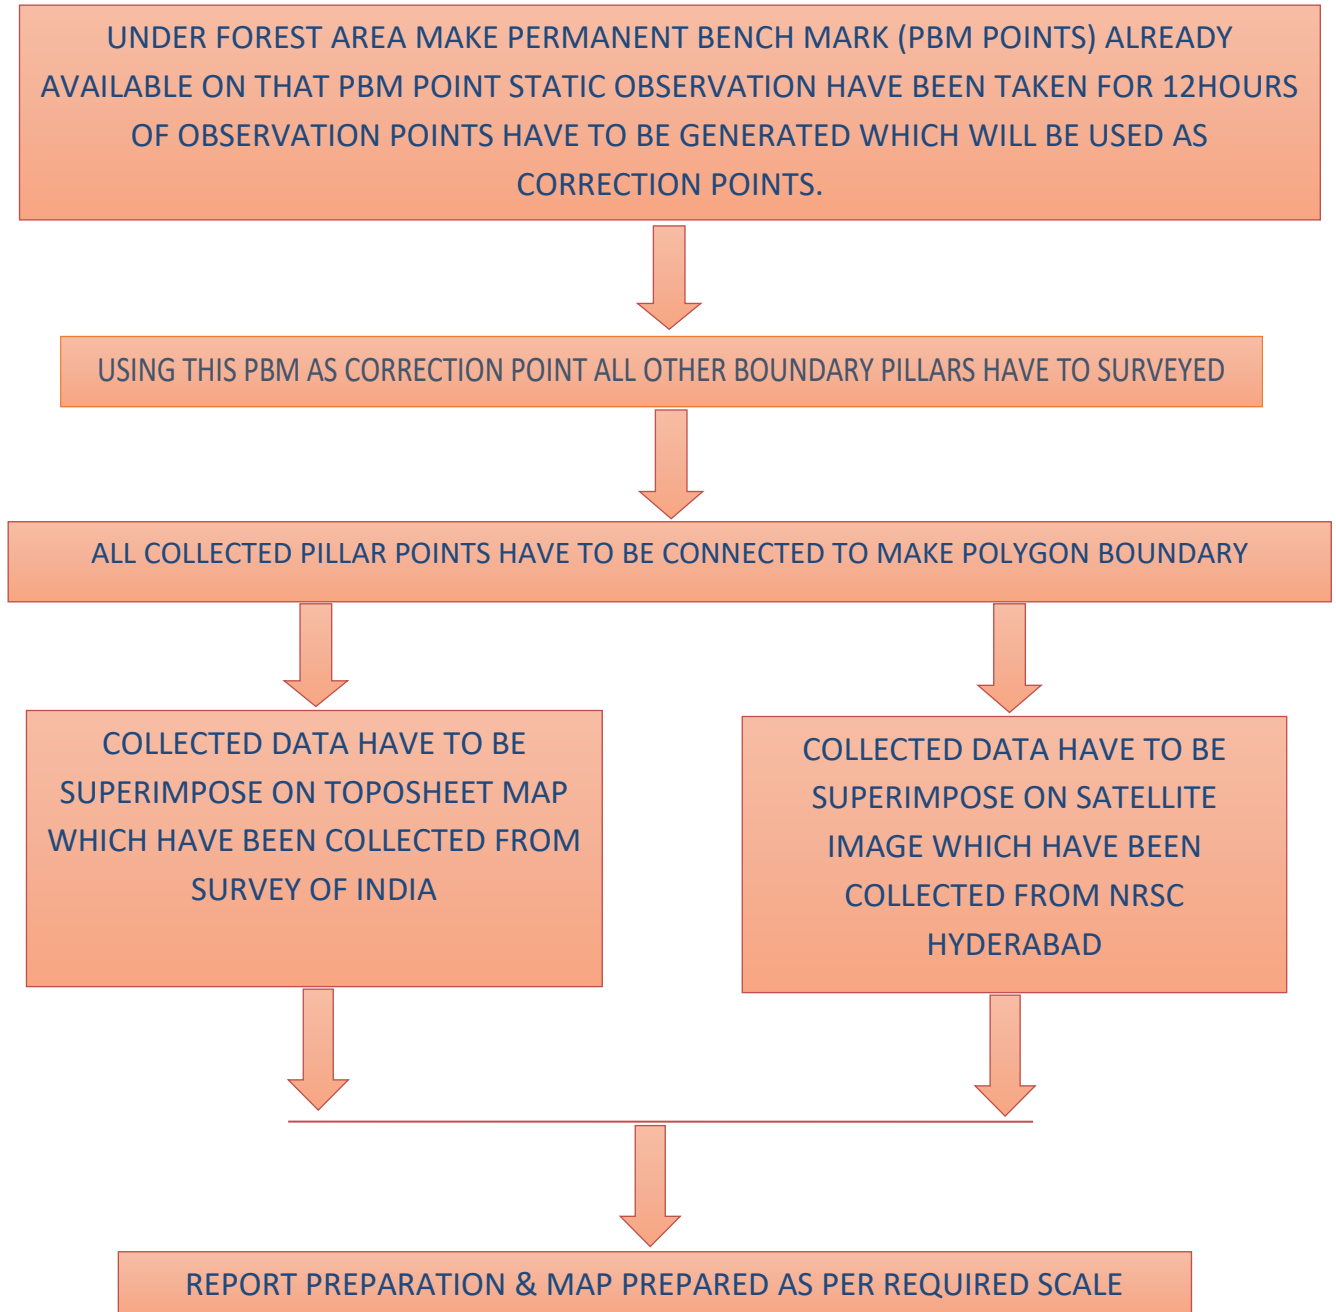 UNDER FOREST AREA MAKE PERMANENT BENCH MARK (PBM POINTS) ALREADY
AVAILABLE ON THAT PBM POINT STATIC OBSERVATION HAVE BEEN TAKEN FOR 12HOURS
OF OBSERVATION POINTS HAVE TO BE GENERATED WHICH WILL BE USED AS
CORRECTION POINTS.
USING THIS PBM AS CORRECTION POINT ALL OTHER BOUNDARY PILLARS HAVE TO SURVEYED
ALL COLLECTED PILLAR POINTS HAVE TO BE CONNECTED TO MAKE POLYGON BOUNDARY
COLLECTED DATA HAVE TO BE
SUPERIMPOSE ON TOPOSHEET MAP
WHICH HAVE BEEN COLLECTED FROM
SURVEY OF INDIA
COLLECTED DATA HAVE TO BE
SUPERIMPOSE ON SATELLITE
IMAGE WHICH HAVE BEEN
COLLECTED FROM NRSC
HYDERABAD
REPORT PREPARATION & MAP PREPARED AS PER REQUIRED SCALE